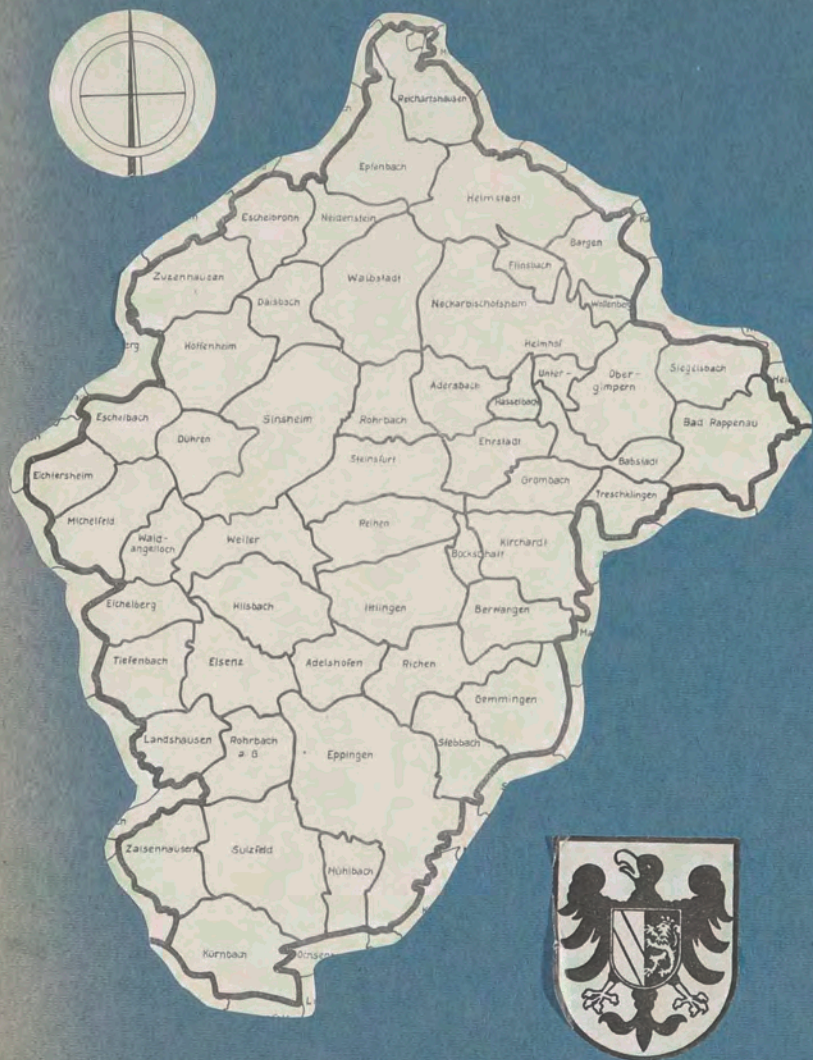 Reichartshausen
Epfenbach
Helmstadt
Eschelbronn
Neidenstein
Bargen
Flinsbach
Zuzenhausen
Waibstadt
Daisbach
Neckarbischofsheim
Wollenberg
Hoffenheim
Helmhof
Siegelsbach
Unter-
Ober-
gimpern
Adersbach
Hasselbach
Eschelbach
Sinsheim
Rohrbach
Bad Rappenau
Dühren
Ehrstädt
Steinsfurt
Babstadt
Eichtersheim
Grombach
Treschklingen
Michelfeld
Reihen
Wald-
angelloch
Weiler
Kirchardt
Bockschaft
Eichelberg
Hilsbach
Ittlingen
Berwangen
Tiefenbach
Elsenz
Adelshofen
Richen
Gemmingen
Landshausen
Rohrbach
a. G
Eppingen
Stebbach
Zaisenhausen
Sulzfeld
Mühlbach
Kürnbach
Ochsen